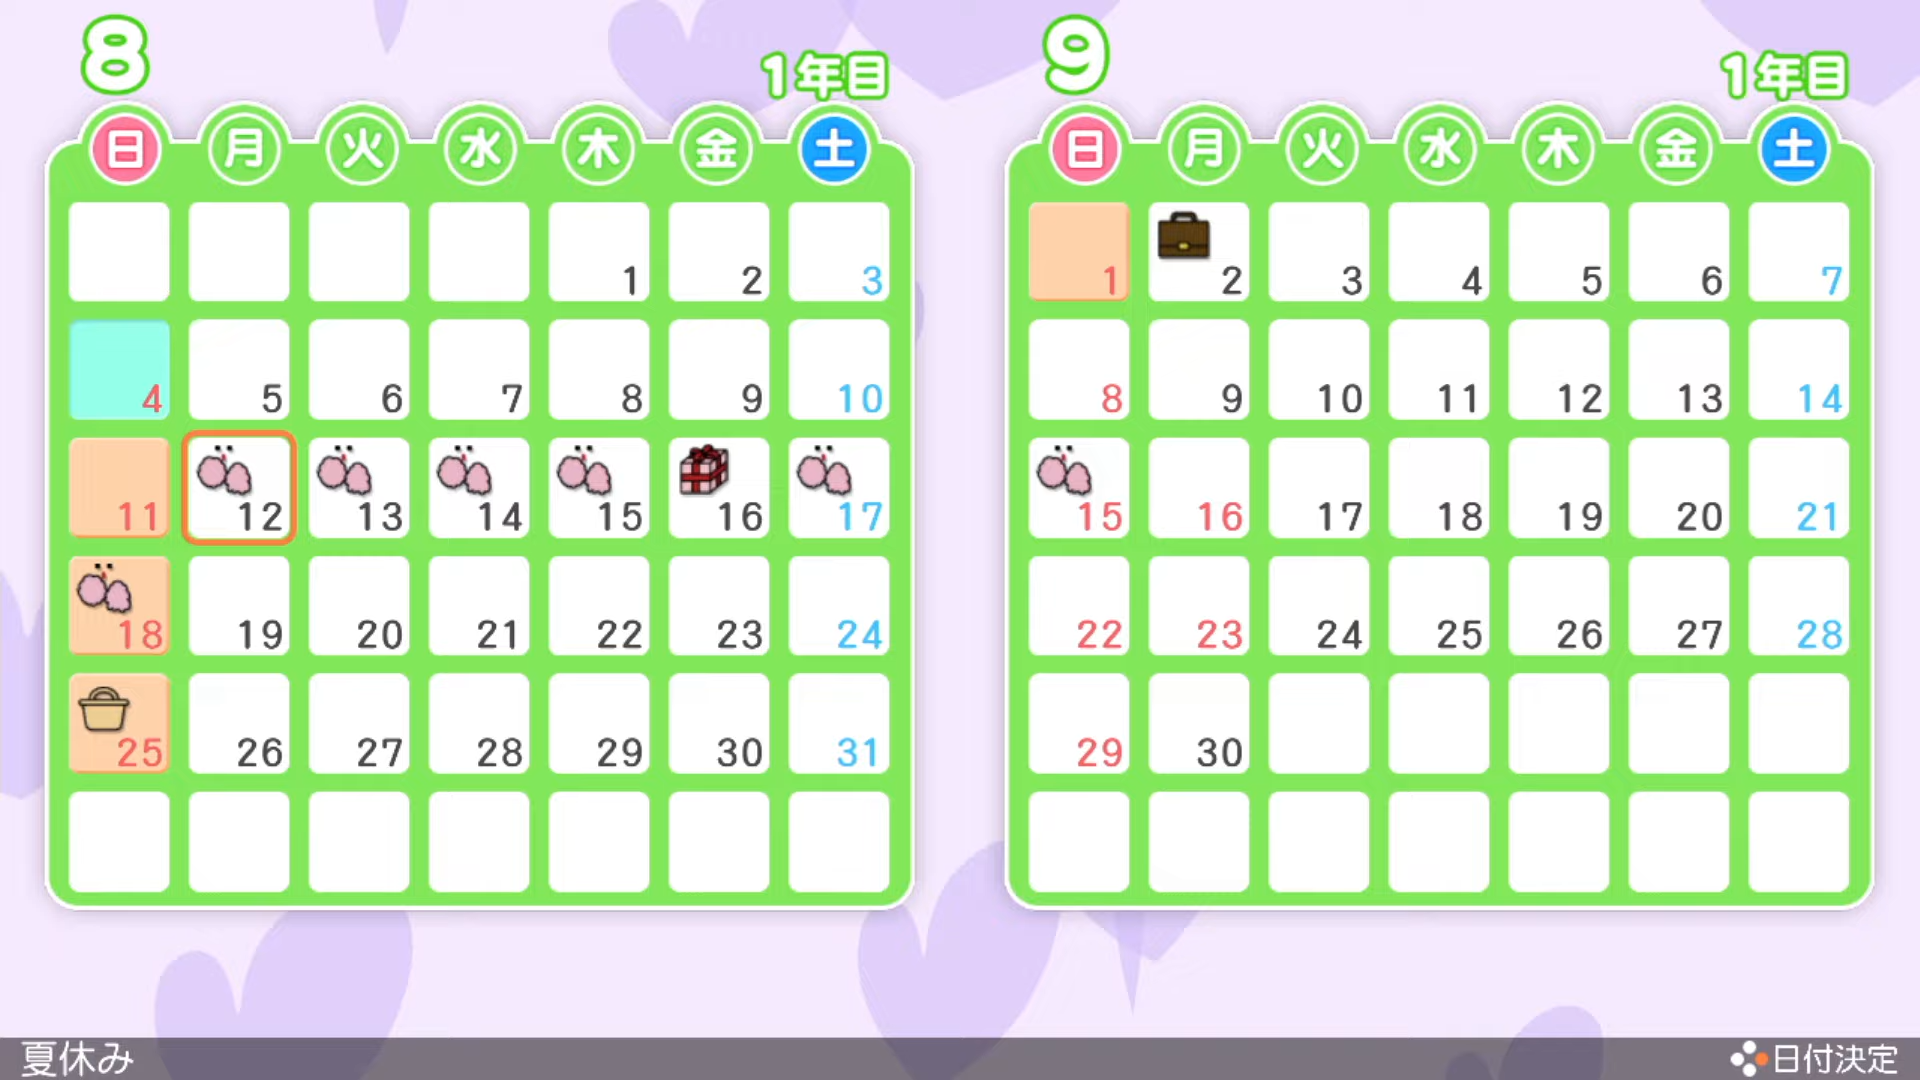 8
1年目
日 月 火 水 木 金 土
1 2 3
4 5 6 7 8 9 10
11 12 13 14 15 16 17
18 19 20 21 22 23 24
25 26 27 28 29 30 31
9
1年目
日 月 火 水 木 金 土
1 2 3 4 5 6 7
8 9 10 11 12 13 14
15 16 17 18 19 20 21
22 23 24 25 26 27 28
29 30
夏休み
日付決定